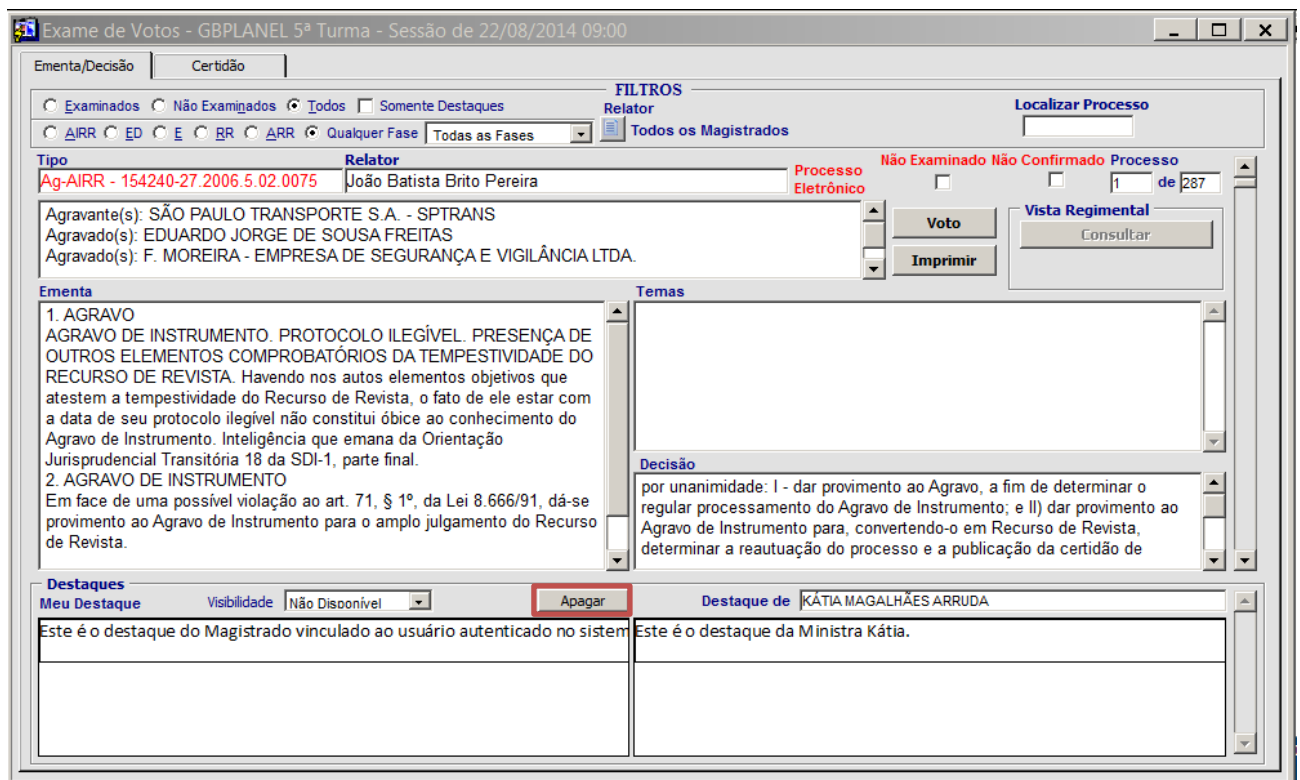 Exame de Votos - GBPLANEL 5ª Turma - Sessão de 22/08/2014 09:00
Ementa/Decisão Certidão
FILTROS
Examinados Não Examinados Todos Somente Destaques Relator Localizar Processo
AIRR ED E RR ARR Qualquer Fase Todas as Fases Todos os Magistrados
Tipo Relator Processo Eletrônico Não Examinado Não Confirmado Processo
Ag-AIRR - 154240-27.2006.5.02.0075 João Batista Brito Pereira 1 de 287
Agravante(s): SÃO PAULO TRANSPORTE S.A. - SPTRANS
Agravado(s): EDUARDO JORGE DE SOUSA FREITAS
Agravado(s): F. MOREIRA - EMPRESA DE SEGURANÇA E VIGILÂNCIA LTDA.
Voto
Imprimir
Vista Regimental
Consultar
Ementa
1. AGRAVO
AGRAVO DE INSTRUMENTO. PROTOCOLO ILEGÍVEL. PRESENÇA DE
OUTROS ELEMENTOS COMPROBATÓRIOS DA TEMPESTIVIDADE DO
RECURSO DE REVISTA. Havendo nos autos elementos objetivos que
atestem a tempestividade do Recurso de Revista, o fato de ele estar com
a data de seu protocolo ilegível não constitui óbice ao conhecimento do
Agravo de Instrumento. Inteligência que emana da Orientação
Jurisprudencial Transitória 18 da SDI-1, parte final.
2. AGRAVO DE INSTRUMENTO
Em face de uma possível violação ao art. 71, § 1º, da Lei 8.666/91, dá-se
provimento ao Agravo de Instrumento para o amplo julgamento do Recurso
de Revista.
Temas
Decisão
por unanimidade: I - dar provimento ao Agravo, a fim de determinar o
regular processamento do Agravo de Instrumento; e II) dar provimento ao
Agravo de Instrumento para, convertendo-o em Recurso de Revista,
determinar a reautuação do processo e a publicação da certidão de
Destaques
Meu Destaque Visibilidade Não Disponível Apagar Destaque de KÁTIA MAGALHÃES ARRUDA
Este é o destaque do Magistrado vinculado ao usuário autenticado no sistem
Este é o destaque da Ministra Kátia.